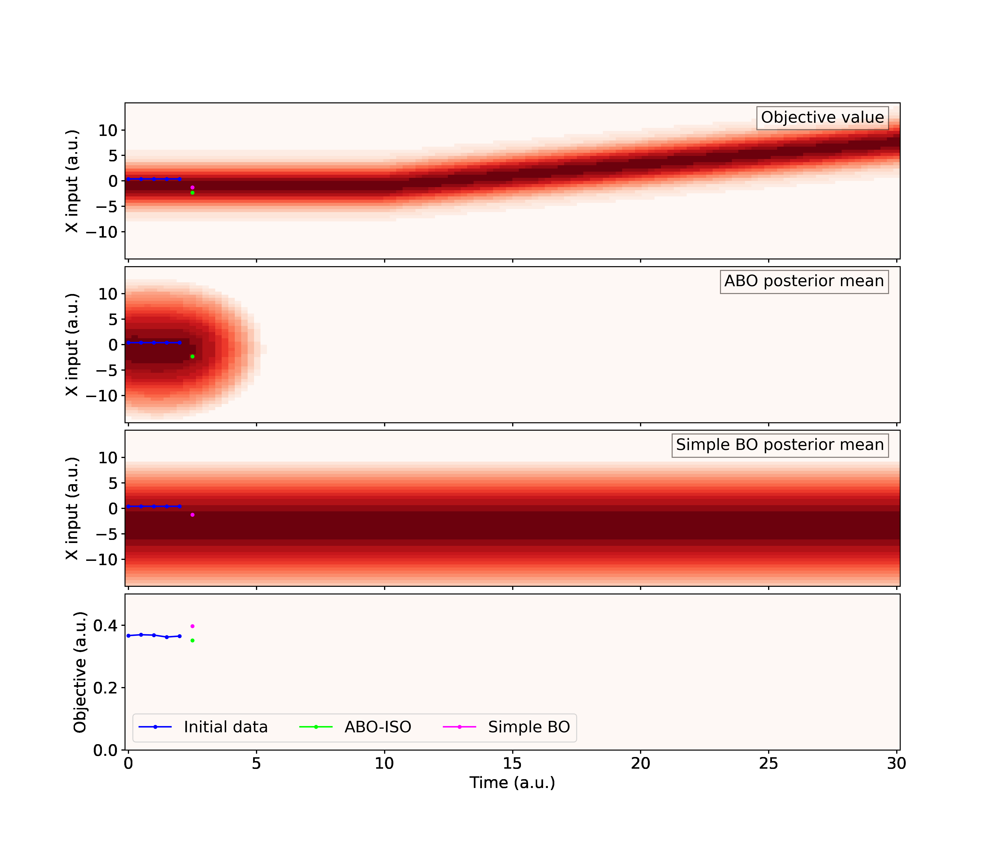 Objective value
X input (a.u.)
10
5
0
−5
−10
ABO posterior mean
X input (a.u.)
10
5
0
−5
−10
Simple BO posterior mean
X input (a.u.)
10
5
0
−5
−10
Objective (a.u.)
0.4
0.2
0.0
Initial data ABO-ISO Simple BO
0 5 10 15 20 25 30
Time (a.u.)